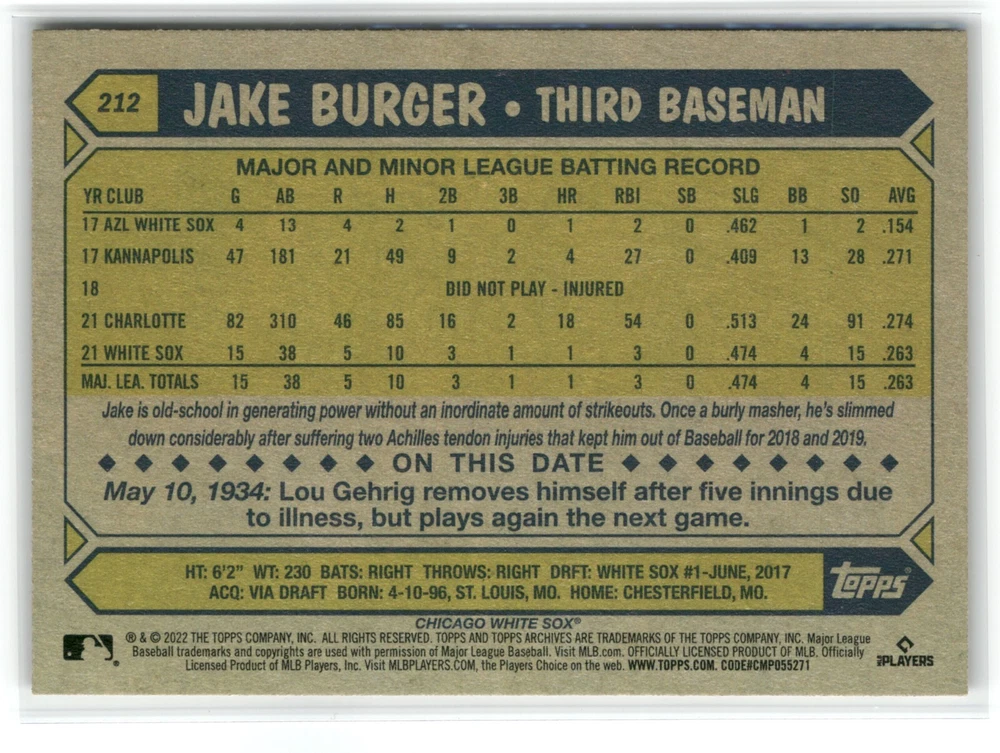 212 JAKE BURGER • THIRD BASEMAN
MAJOR AND MINOR LEAGUE BATTING RECORD
YR CLUB G AB R H 2B 3B HR RBI SB SLG BB SO AVG
17 AZL WHITE SOX 4 13 4 2 1 0 1 2 0 .462 1 2 .154
17 KANNAPOLIS 47 181 21 49 9 2 4 27 0 .409 13 28 .271
18 DID NOT PLAY - INJURED
21 CHARLOTTE 82 310 46 85 16 2 18 54 0 .513 24 91 .274
21 WHITE SOX 15 38 5 10 3 1 1 3 0 .474 4 15 .263
MAJ. LEA. TOTALS 15 38 5 10 3 1 1 3 0 .474 4 15 .263
Jake is old-school in generating power without an inordinate amount of strikeouts. Once a burly masher, he's slimmed
down considerably after suffering two Achilles tendon injuries that kept him out of Baseball for 2018 and 2019.
◆ ◆ ◆ ◆ ◆ ◆ ◆ ◆ ON THIS DATE ◆ ◆ ◆ ◆ ◆ ◆ ◆ ◆
May 10, 1934: Lou Gehrig removes himself after five innings due
to illness, but plays again the next game.
HT: 6'2" WT: 230 BATS: RIGHT THROWS: RIGHT DRFT: WHITE SOX #1-JUNE, 2017
ACQ: VIA DRAFT BORN: 4-10-96, ST. LOUIS, MO. HOME: CHESTERFIELD, MO.
topps®
CHICAGO WHITE SOX®
® & © 2022 THE TOPPS COMPANY, INC. ALL RIGHTS RESERVED. TOPPS AND TOPPS ARCHIVES ARE TRADEMARKS OF THE TOPPS COMPANY, INC. Major League
Baseball trademarks and copyrights are used with permission of Major League Baseball. Visit MLB.com. OFFICIALLY LICENSED PRODUCT OF MLB. Officially
Licensed Product of MLB Players, Inc. Visit MLBPLAYERS.COM, the Players Choice on the web. WWW.TOPPS.COM. CODE#CMP055271
MLB PLAYERS